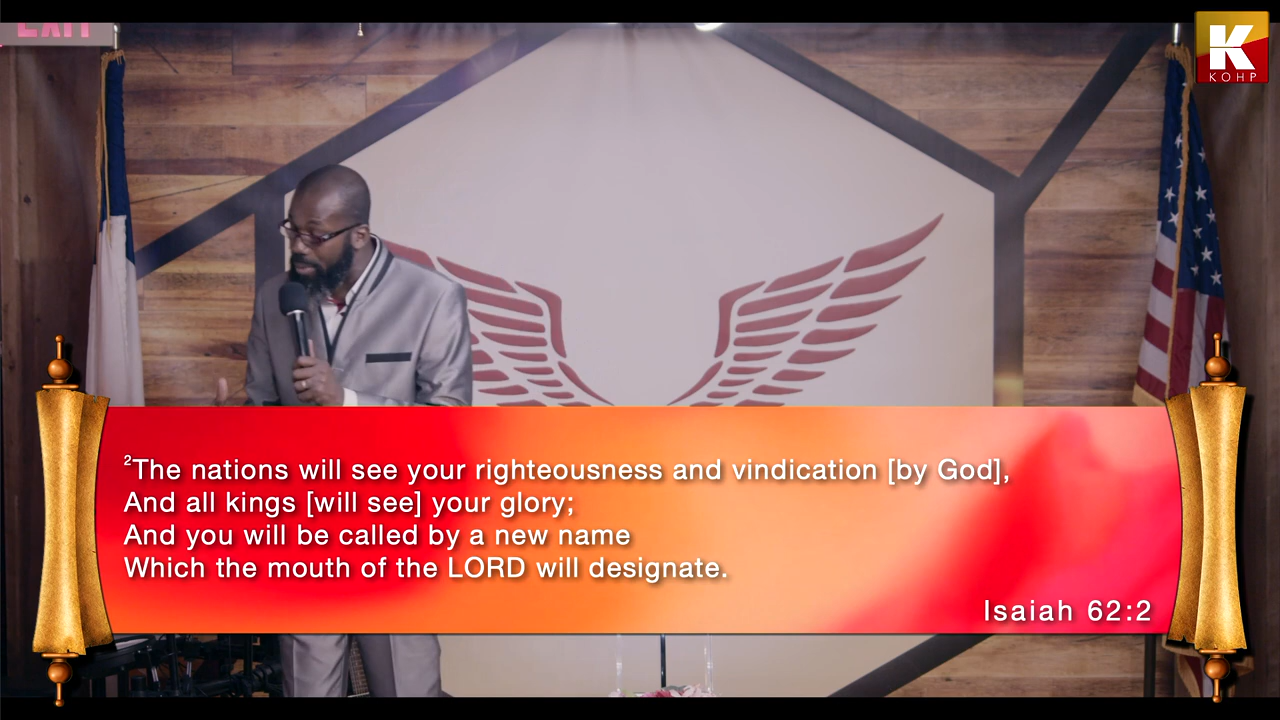 EXIT
K
KOHP
²The nations will see your righteousness and vindication [by God],
And all kings [will see] your glory;
And you will be called by a new name
Which the mouth of the LORD will designate.
Isaiah 62:2